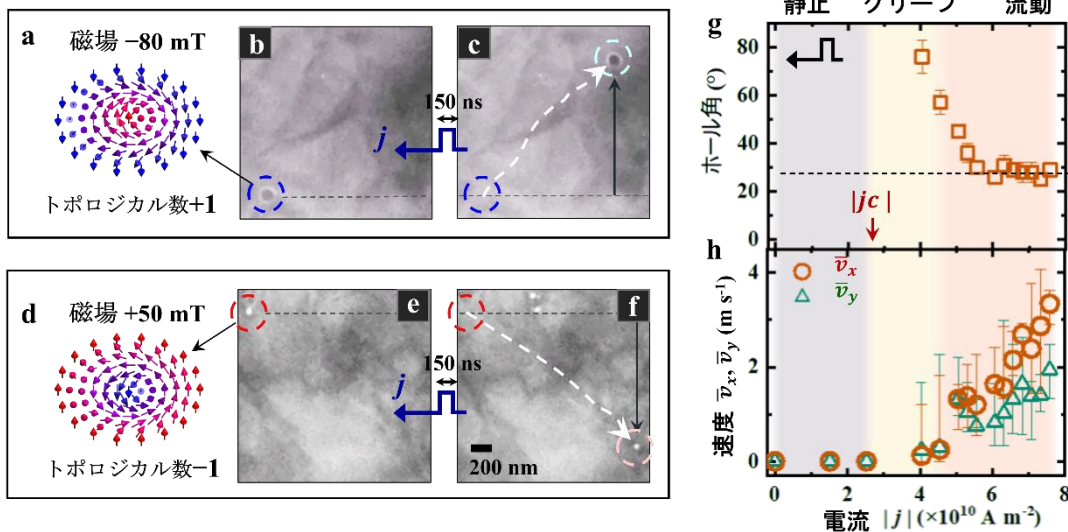 a
磁場 −80 mT
トポロジカル数+1
b
150 ns
j
c
d
磁場 +50 mT
トポロジカル数−1
e
150 ns
j
f
200 nm
静止 クリープ 流動
g
80
60
40
20
0
ホール角 (°)
|jc|
h
v̅x
v̅y
4
2
0
速度 v̅x, v̅y (m s⁻¹)
0 2 4 6 8
電流 |j| (×10¹⁰ A m⁻²)